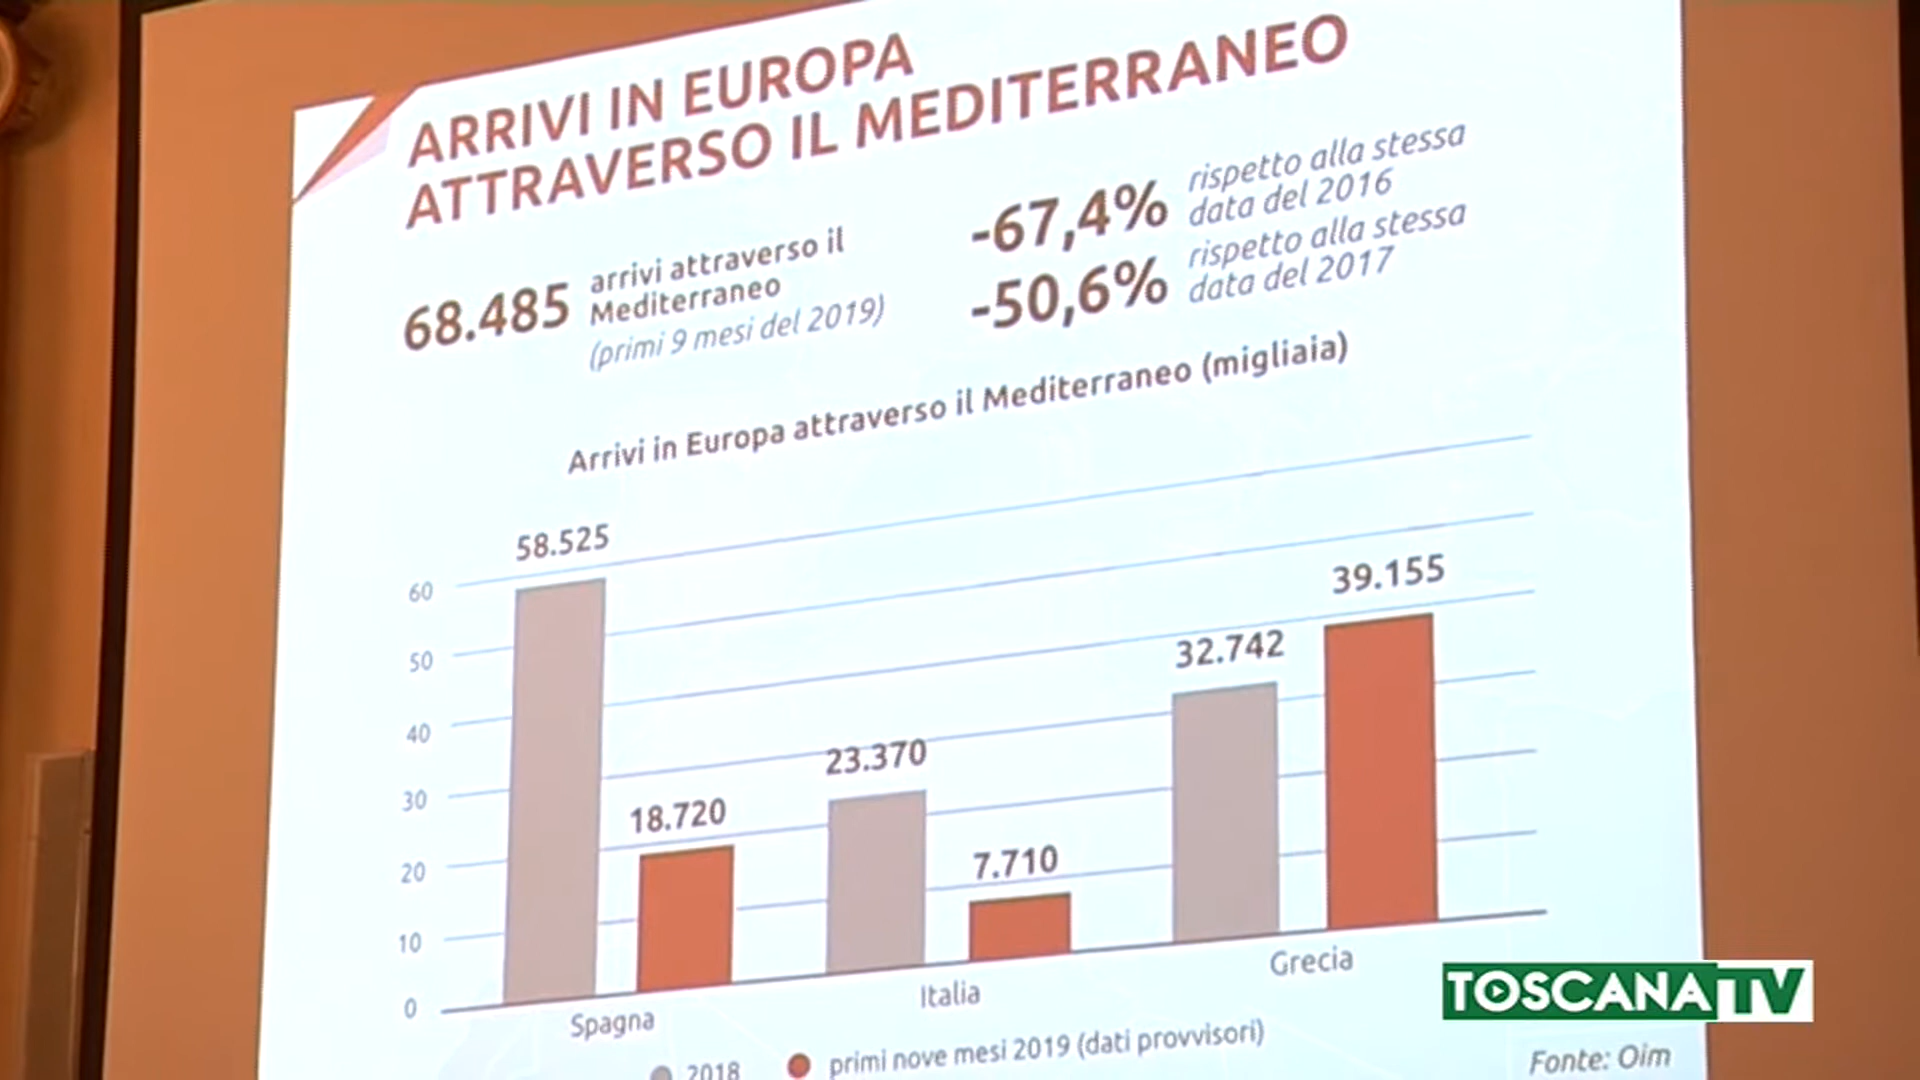 ARRIVI IN EUROPA
ATTRAVERSO IL MEDITERRANEO
68.485
arrivi attraverso il
Mediterraneo
(primi 9 mesi del 2019)
-67,4%
rispetto alla stessa
data del 2016
-50,6%
rispetto alla stessa
data del 2017
Arrivi in Europa attraverso il Mediterraneo (migliaia)
60
50
40
30
20
10
0
58.525
18.720
23.370
7.710
32.742
39.155
Spagna
Italia
Grecia
2018
primi nove mesi 2019 (dati provvisori)
Fonte: Oim
TOSCANA TV